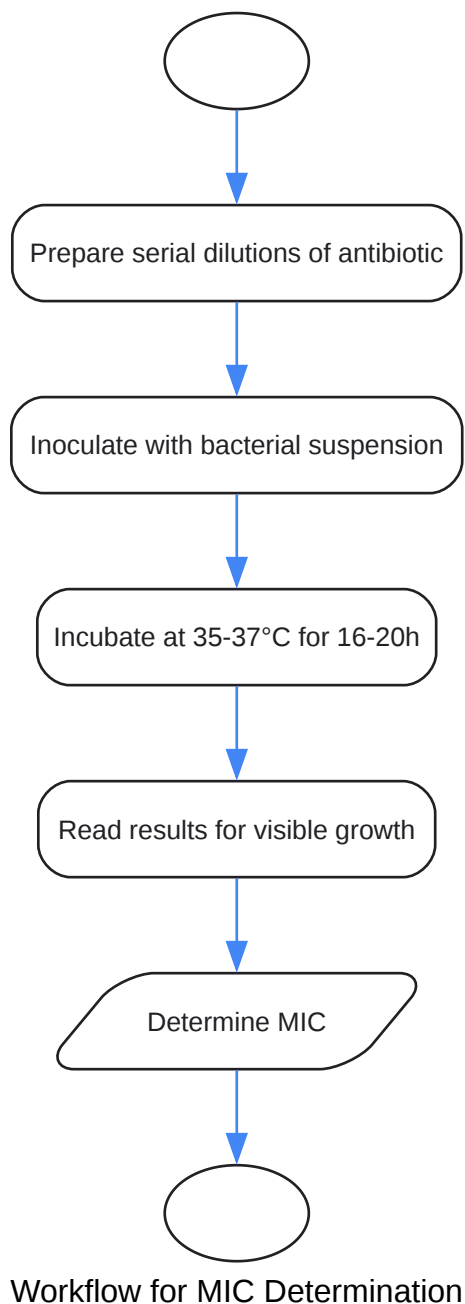 Prepare serial dilutions of antibiotic
Inoculate with bacterial suspension
Incubate at 35-37°C for 16-20h
Read results for visible growth
Determine MIC
Workflow for MIC Determination